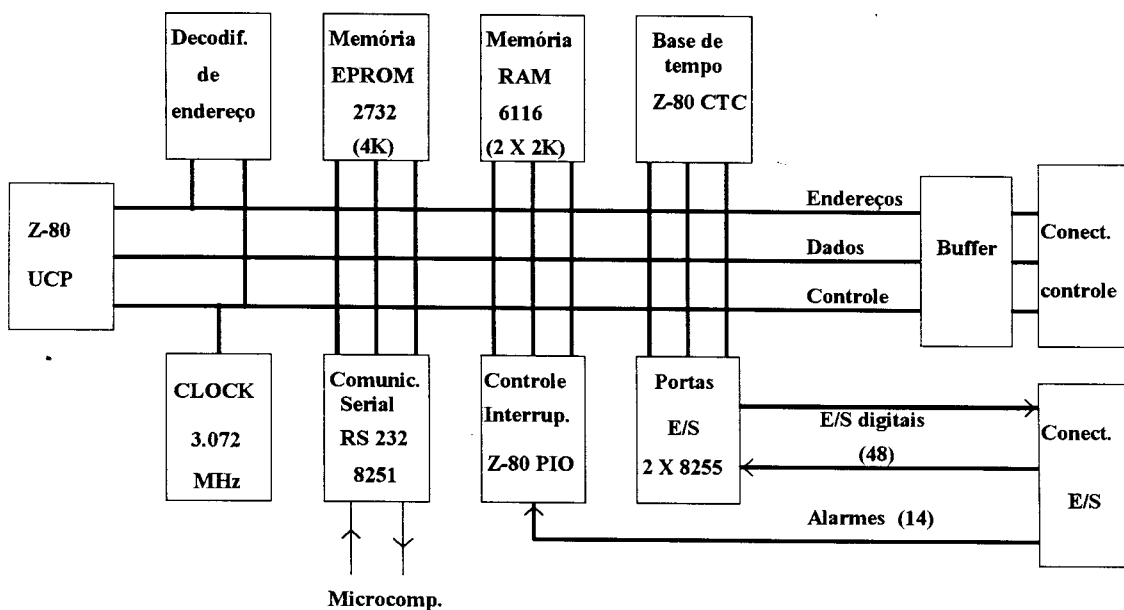 Decodif.
de
endereço
Memória
EPROM
2732
(4K)
Memória
RAM
6116
(2 X 2K)
Base de
tempo
Z-80 CTC
Z-80
UCP
Endereços
Dados
Controle
Buffer
Conect.
controle
CLOCK
3.072
MHz
Comunic.
Serial
RS 232
8251
Controle
Interrup.
Z-80 PIO
Portas
E/S
2 X 8255
E/S digitais
(48)
Alarmes (14)
Conect.
E/S
Microcomp.